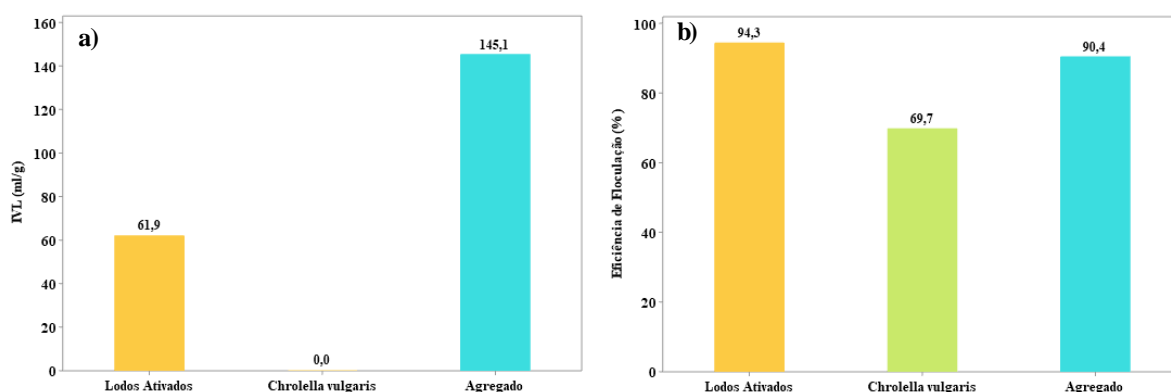 a)
IVL (ml/g)
160
140
120
100
80
60
40
20
0
61,9
0,0
145,1
Lodos Ativados
Chrolella vulgaris
Agregado
b)
Eficiência de Floculação (%)
100
80
60
40
20
0
94,3
69,7
90,4
Lodos Ativados
Chrolella vulgaris
Agregado